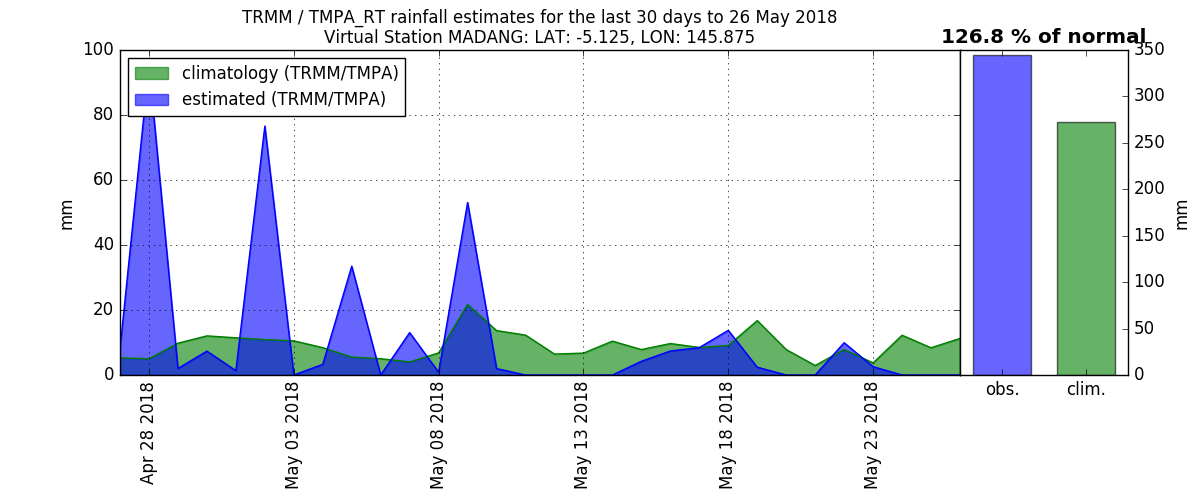 TRMM / TMPA_RT rainfall estimates for the last 30 days to 26 May 2018
Virtual Station MADANG: LAT: -5.125, LON: 145.875
126.8 % of normal
climatology (TRMM/TMPA)
estimated (TRMM/TMPA)
100
80
60
40
20
0
mm
Apr 28 2018
May 03 2018
May 08 2018
May 13 2018
May 18 2018
May 23 2018
350
300
250
200
150
100
50
0
mm
obs.
clim.